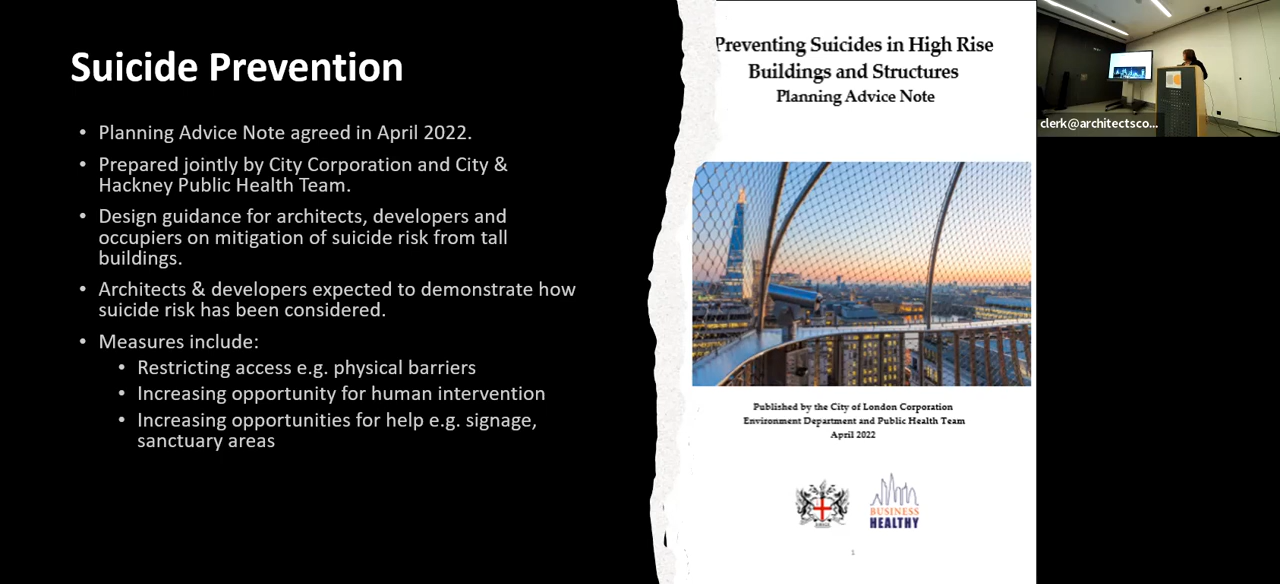 Suicide Prevention
• Planning Advice Note agreed in April 2022.
• Prepared jointly by City Corporation and City &
Hackney Public Health Team.
• Design guidance for architects, developers and
occupiers on mitigation of suicide risk from tall
buildings.
• Architects & developers expected to demonstrate how
suicide risk has been considered.
• Measures include:
• Restricting access e.g. physical barriers
• Increasing opportunity for human intervention
• Increasing opportunities for help e.g. signage,
sanctuary areas
Preventing Suicides in High Rise
Buildings and Structures
Planning Advice Note
Published by the City of London Corporation
Environment Department and Public Health Team
April 2022
BUSINESS
HEALTHY
1
clerk@architectsco...